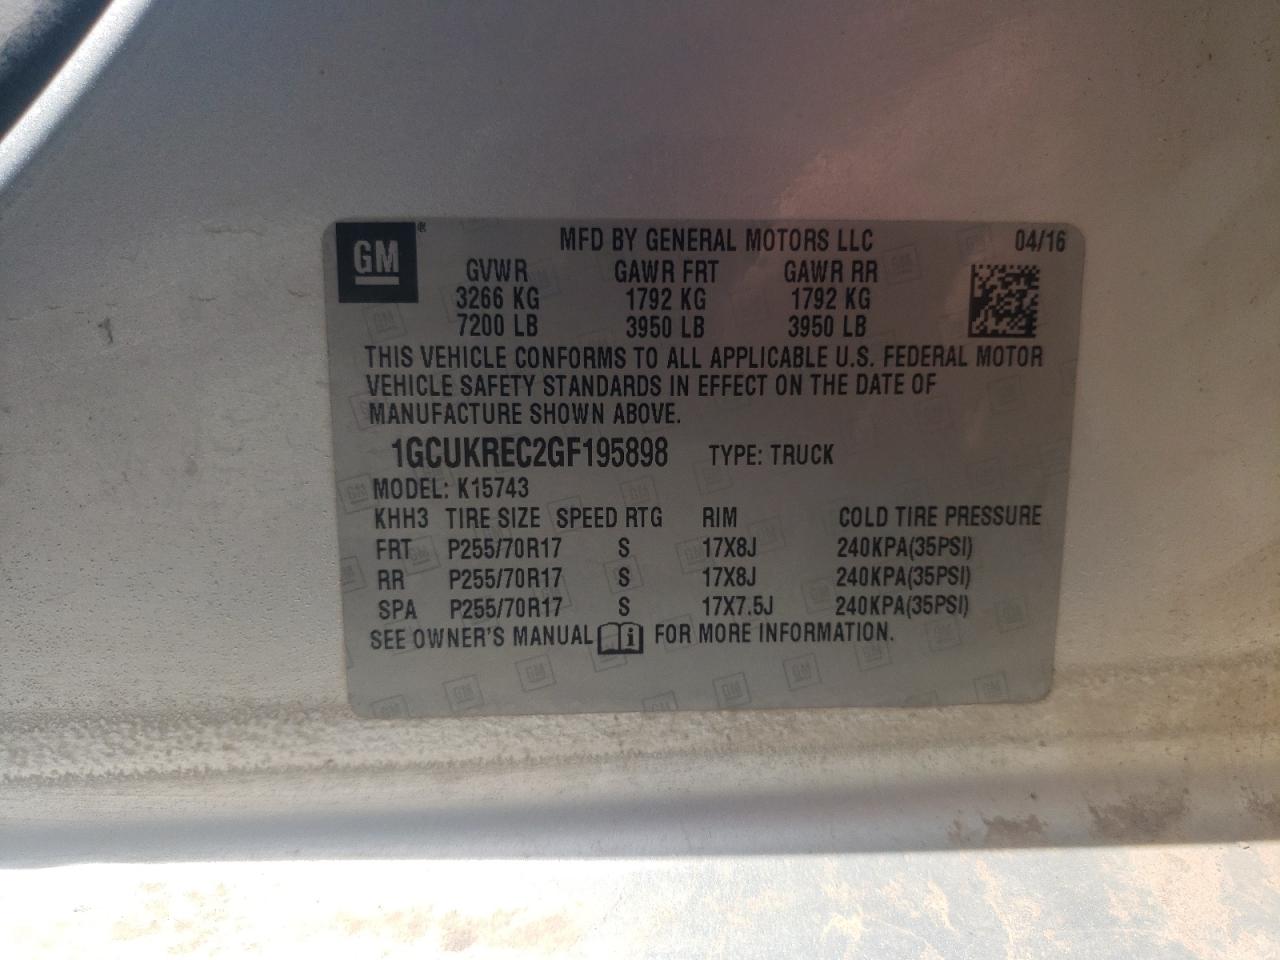 GM® MFD BY GENERAL MOTORS LLC 04/16
GVWR GAWR FRT GAWR RR
3266 KG 1792 KG 1792 KG
7200 LB 3950 LB 3950 LB
THIS VEHICLE CONFORMS TO ALL APPLICABLE U.S. FEDERAL MOTOR
VEHICLE SAFETY STANDARDS IN EFFECT ON THE DATE OF
MANUFACTURE SHOWN ABOVE.
1GCUKREC2GF195898 TYPE: TRUCK
MODEL: K15743
KHH3 TIRE SIZE SPEED RTG RIM COLD TIRE PRESSURE
FRT P255/70R17 S 17X8J 240KPA(35PSI)
RR P255/70R17 S 17X8J 240KPA(35PSI)
SPA P255/70R17 S 17X7.5J 240KPA(35PSI)
SEE OWNER'S MANUAL FOR MORE INFORMATION.